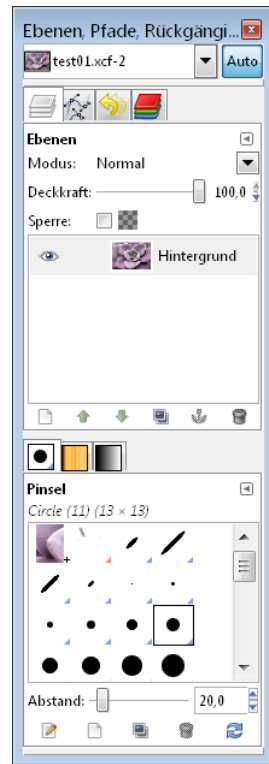 Ebenen, Pfade, Rückgängi...
test01.xcf-2
Auto
Ebenen
Modus: Normal
Deckkraft: 100,0
Sperre:
Hintergrund
Pinsel
Circle (11) (13 × 13)
Abstand: 20,0